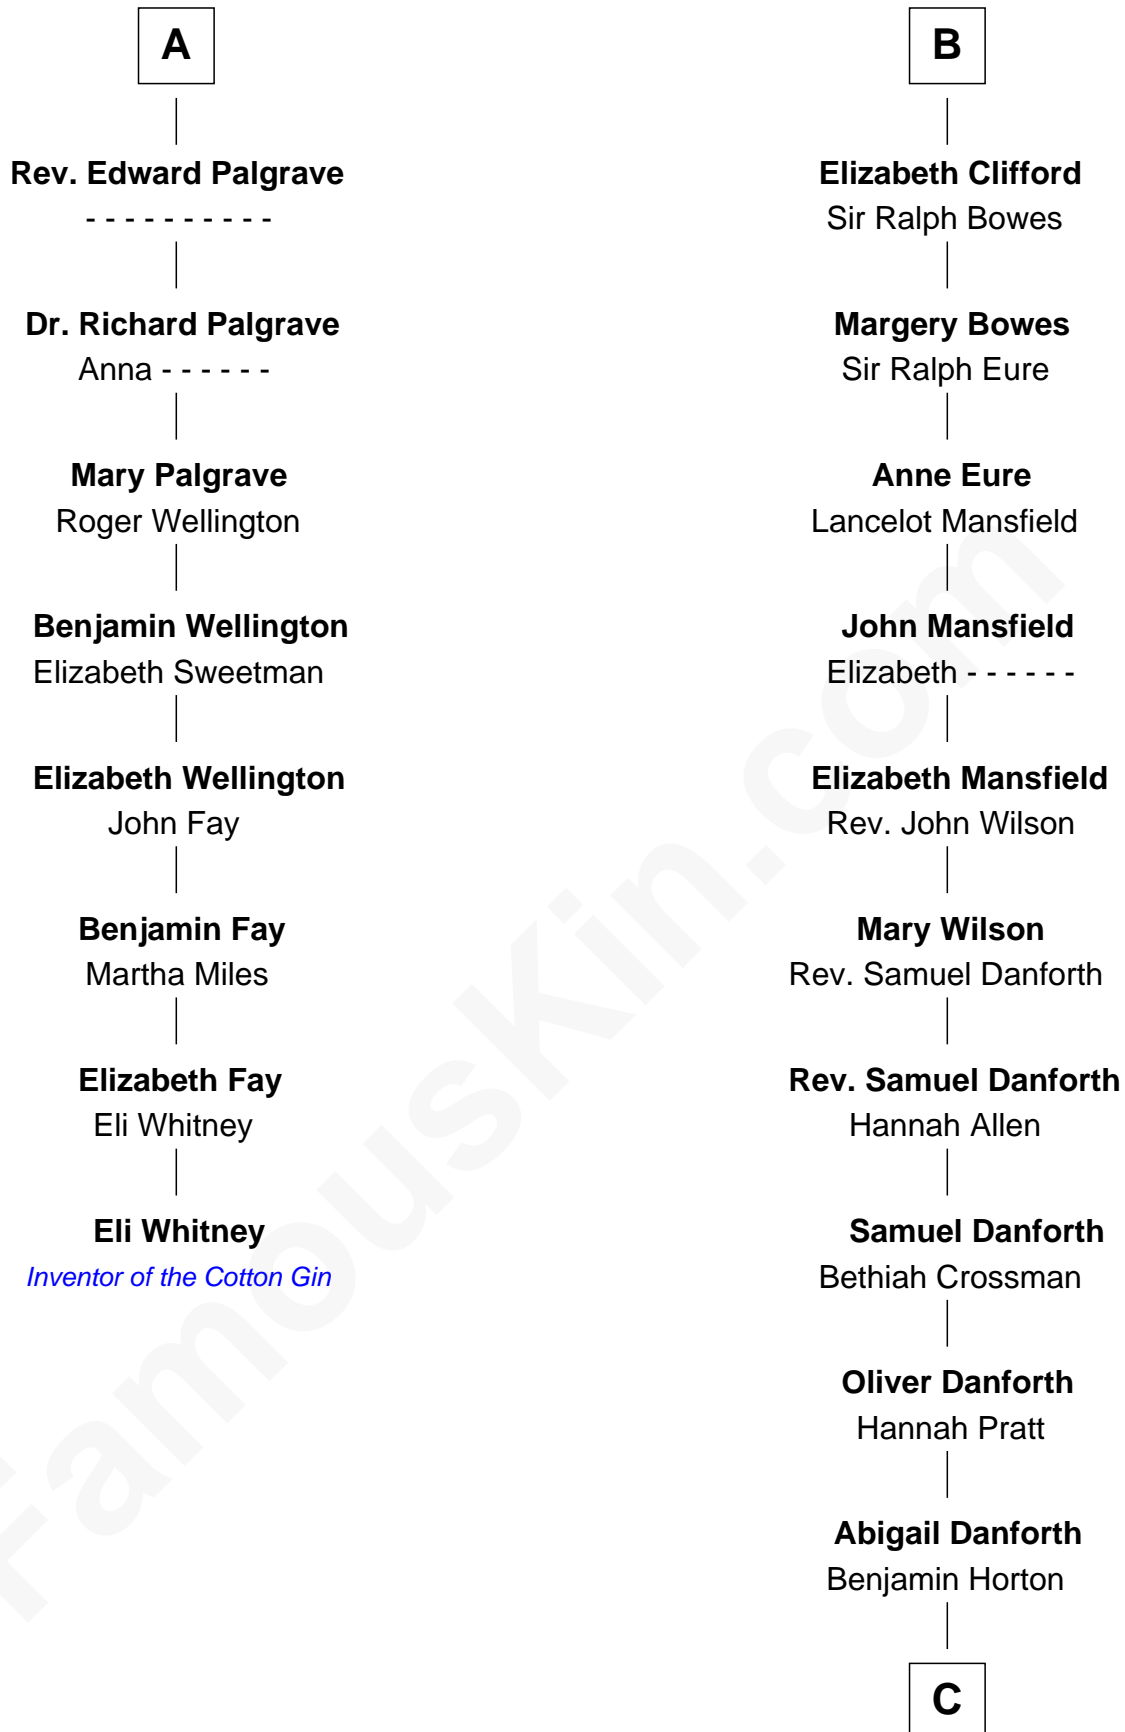 A
Rev. Edward Palgrave
- - - - - - - - - -
Dr. Richard Palgrave
Anna - - - - - -
Mary Palgrave
Roger Wellington
Benjamin Wellington
Elizabeth Sweetman
Elizabeth Wellington
John Fay
Benjamin Fay
Martha Miles
Elizabeth Fay
Eli Whitney
Eli Whitney
Inventor of the Cotton Gin
B
Elizabeth Clifford
Sir Ralph Bowes
Margery Bowes
Sir Ralph Eure
Anne Eure
Lancelot Mansfield
John Mansfield
Elizabeth - - - - - -
Elizabeth Mansfield
Rev. John Wilson
Mary Wilson
Rev. Samuel Danforth
Rev. Samuel Danforth
Hannah Allen
Samuel Danforth
Bethiah Crossman
Oliver Danforth
Hannah Pratt
Abigail Danforth
Benjamin Horton
C
FamousKin.com